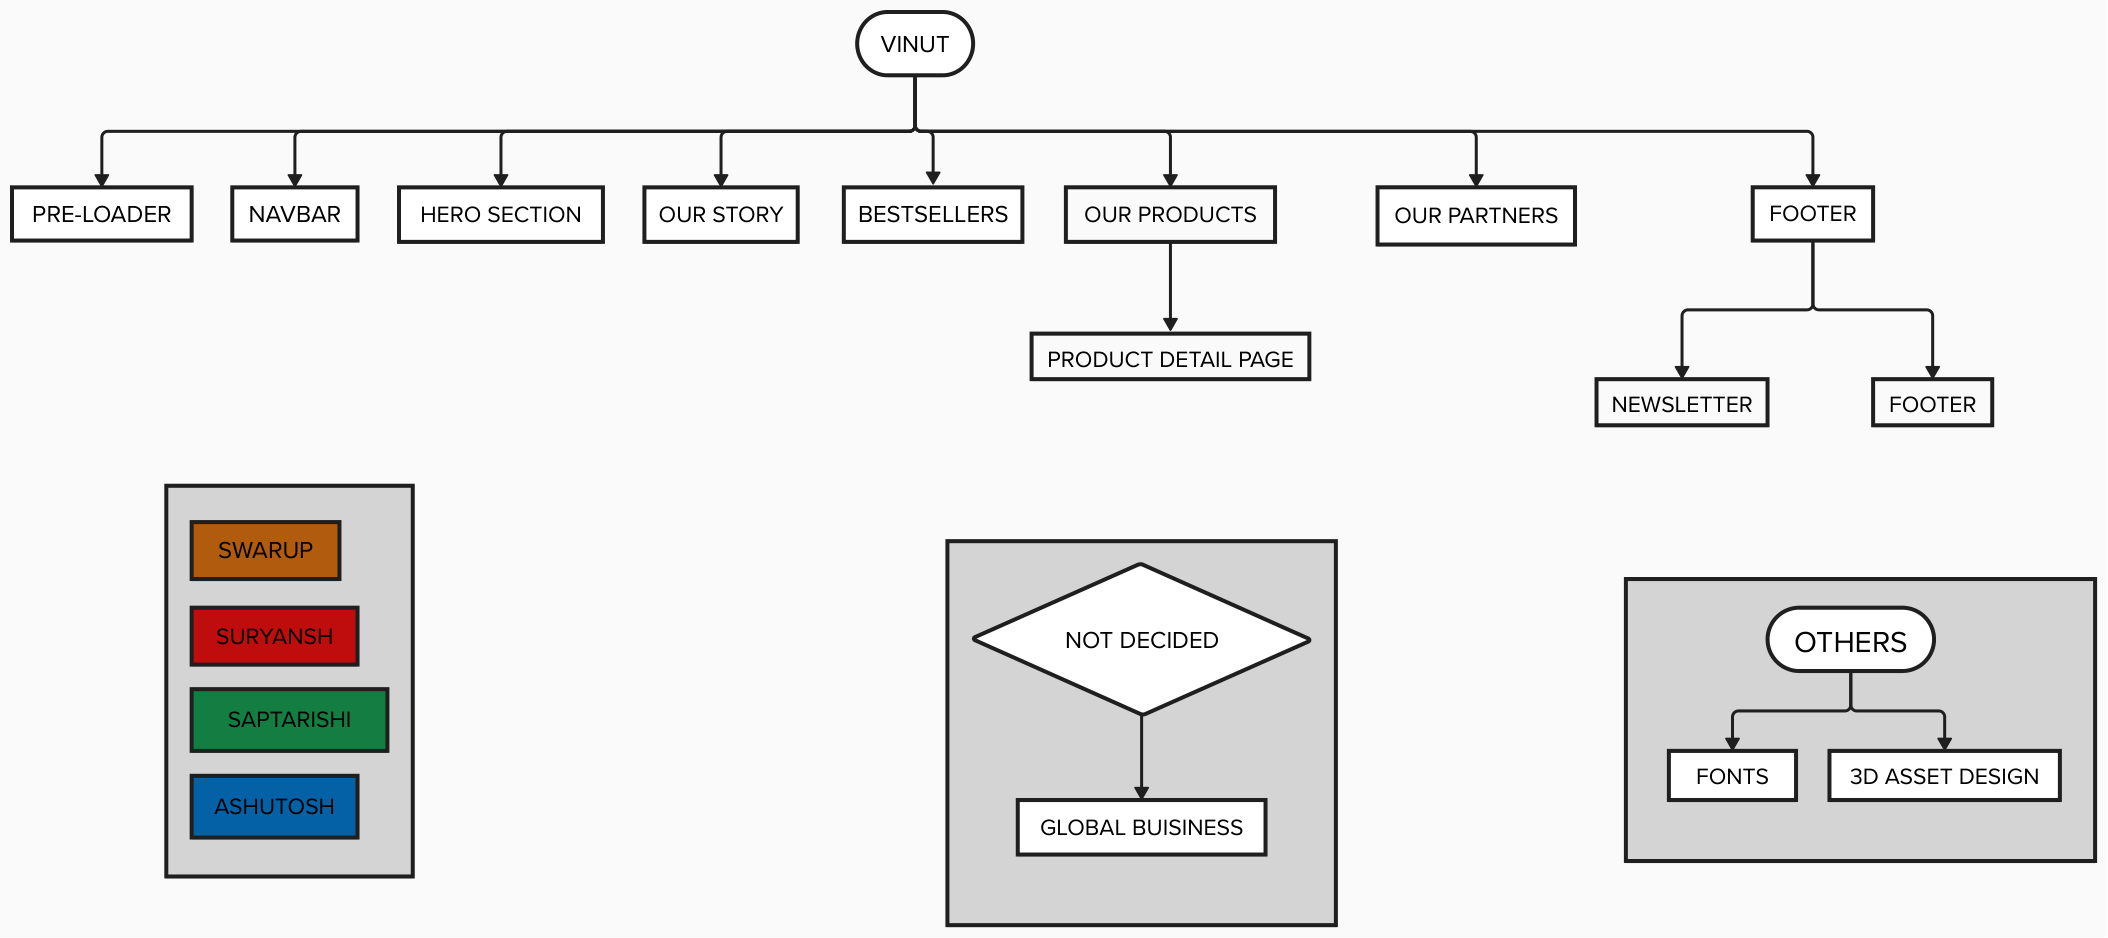 VINUT
PRE-LOADER
NAVBAR
HERO SECTION
OUR STORY
BESTSELLERS
OUR PRODUCTS
OUR PARTNERS
FOOTER
PRODUCT DETAIL PAGE
NEWSLETTER
FOOTER
SWARUP
SURYANSH
SAPTARISHI
ASHUTOSH
NOT DECIDED
GLOBAL BUISINESS
OTHERS
FONTS
3D ASSET DESIGN